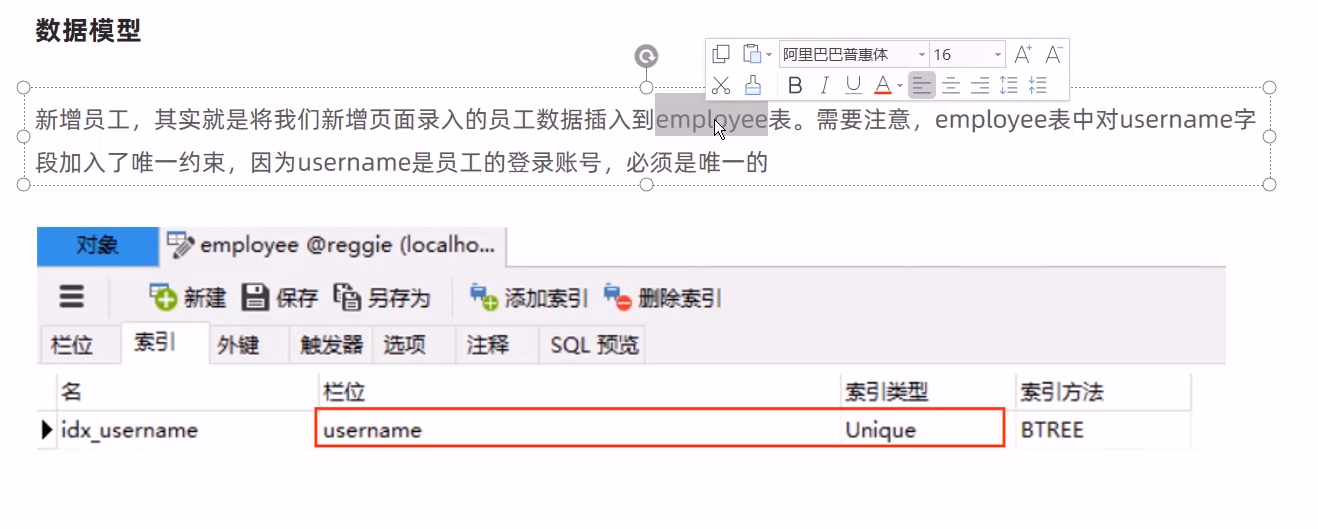 数据模型
阿里巴巴普惠体 16 A⁺ A⁻
B I U A
新增员工，其实就是将我们新增页面录入的员工数据插入到employee表。需要注意，employee表中对username字
段加入了唯一约束，因为username是员工的登录账号，必须是唯一的
对象 employee @reggie (localho...
新建 保存 另存为 添加索引 删除索引
栏位 索引 外键 触发器 选项 注释 SQL 预览
名 栏位 索引类型 索引方法
idx_username username Unique BTREE